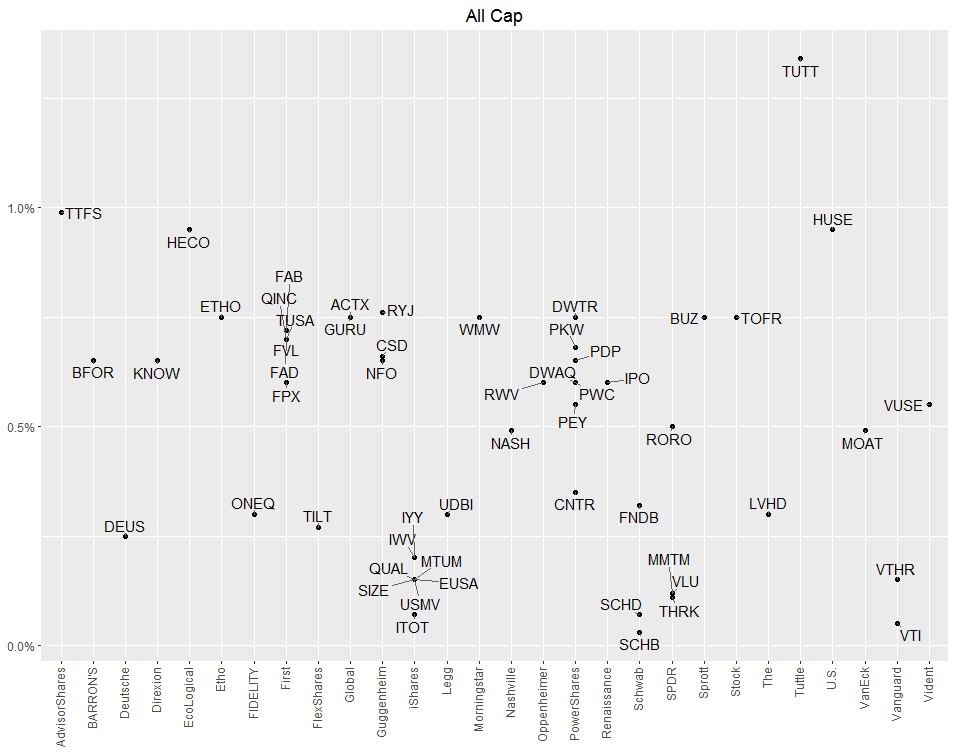 All Cap
TUTT
1.0%
TTFS
HUSE
HECO
FAB
QINC
ETHO
ACTX
RYJ
DWTR
TUSA
GURU
WMW
PKW
BUZ
TOFR
CSD
FVL
PDP
BFOR
KNOW
FAD
NFO
DWAQ
IPO
FPX
RWV
PWC
VUSE
PEY
0.5%
NASH
RORO
MOAT
ONEQ
UDBI
CNTR
LVHD
TILT
IYY
FNDB
DEUS
IWV
MTUM
MMTM
QUAL
VTHR
SIZE
EUSA
VLU
USMV
SCHD
THRK
ITOT
VTI
SCHB
0.0%
AdvisorShares
BARRON'S
Deutsche
Direxion
EcoLogical
Etho
FIDELITY
First
FlexShares
Global
Guggenheim
iShares
Legg
Morningstar
Nashville
Oppenheimer
PowerShares
Renaissance
Schwab
SPDR
Sprott
Stock
The
Tuttle
U.S.
VanEck
Vanguard
Vident